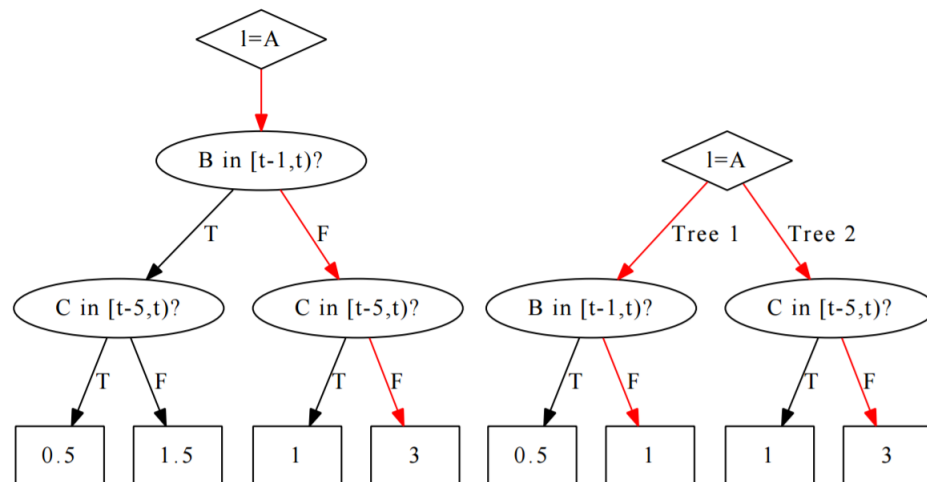 l=A
B in [t-1,t)?
l=A
T
F
Tree 1
Tree 2
C in [t-5,t)?
C in [t-5,t)?
B in [t-1,t)?
C in [t-5,t)?
T
F
T
F
T
F
T
F
0.5
1.5
1
3
0.5
1
1
3